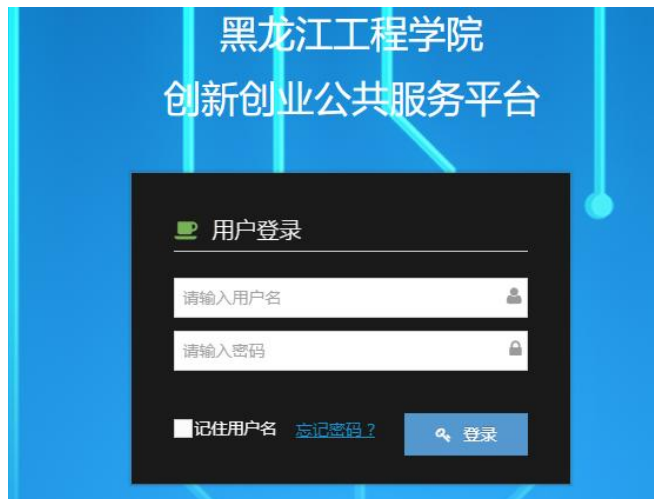 黑龙江工程学院
创新创业公共服务平台
用户登录
请输入用户名
请输入密码
记住用户名 忘记密码？ 登录